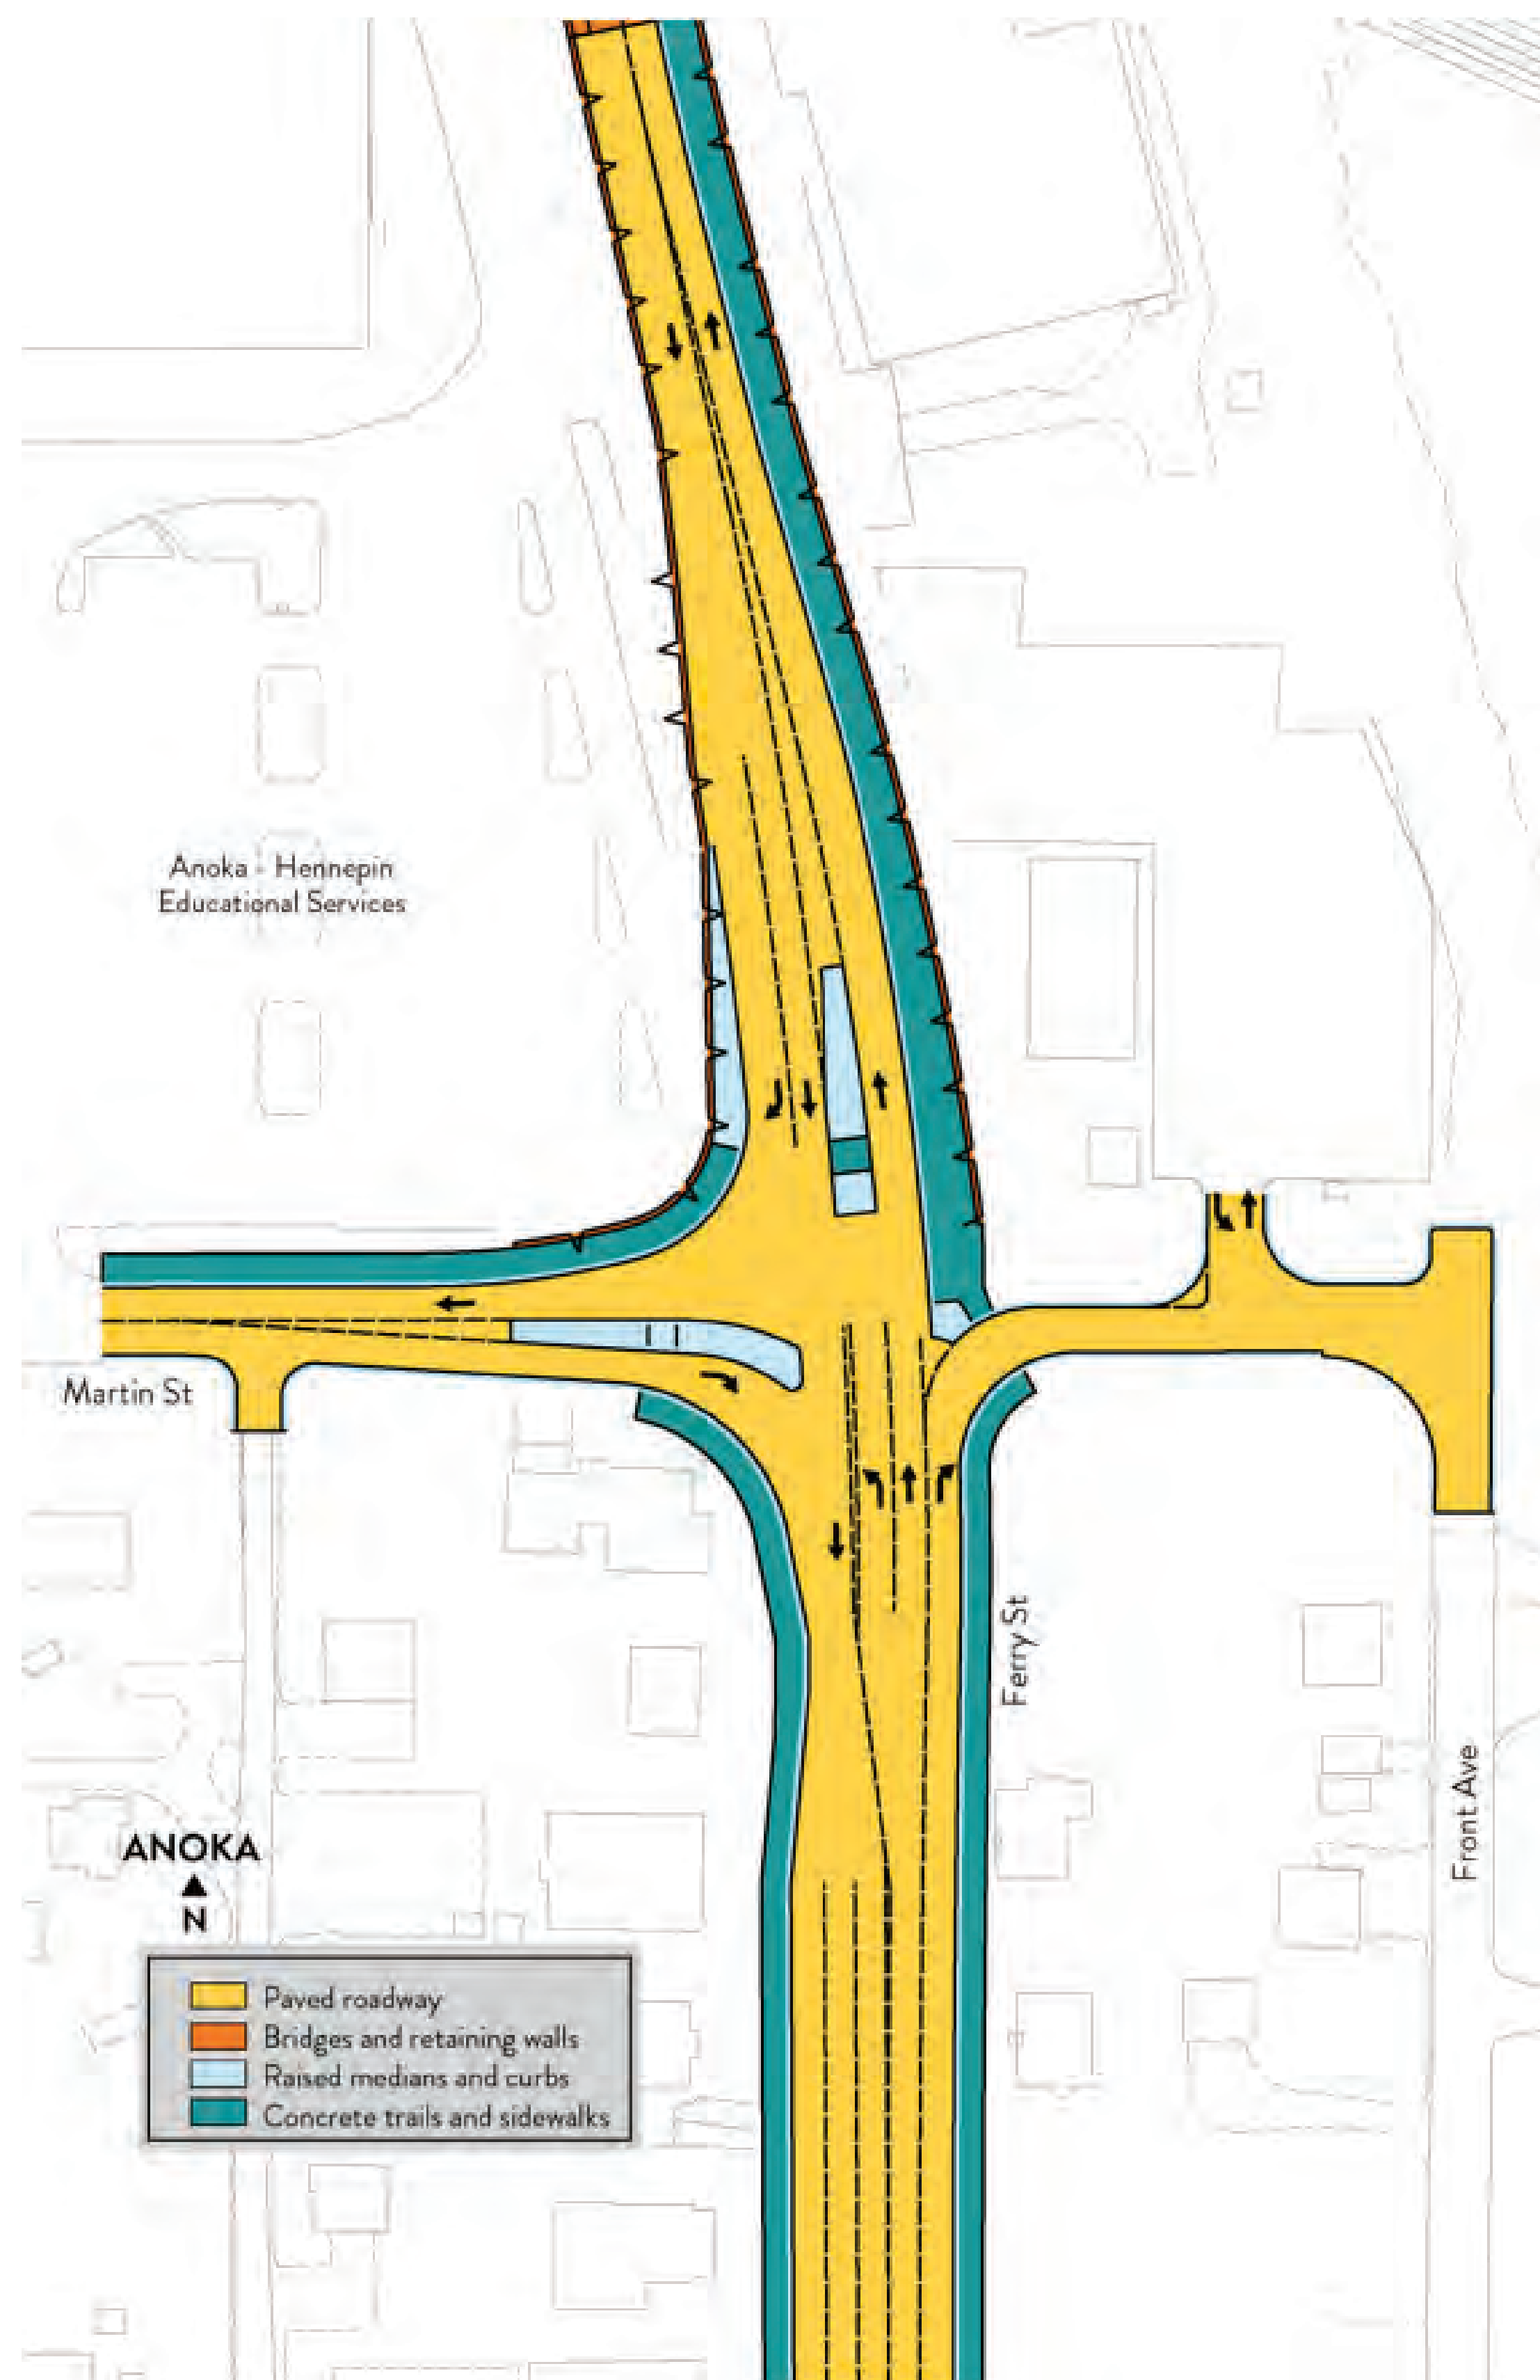 Anoka - Hennepin
Educational Services
Martin St
Ferry St
Front Ave
ANOKA
N
Paved roadway
Bridges and retaining walls
Raised medians and curbs
Concrete trails and sidewalks